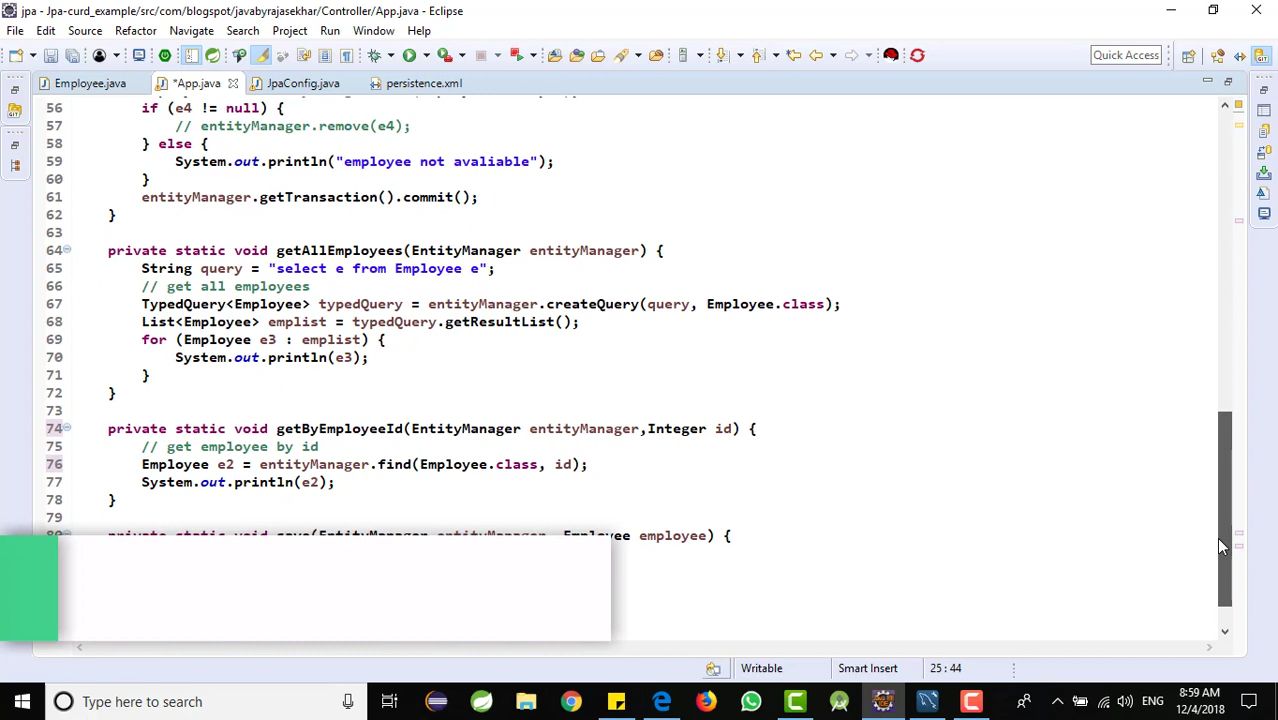 jpa - Jpa-curd_example/src/com/blogspot/javabyrajasekhar/Controller/App.java - Eclipse
File Edit Source Refactor Navigate Search Project Run Window Help
Quick Access
Employee.java *App.java JpaConfig.java persistence.xml
56 if (e4 != null) {
57 // entityManager.remove(e4);
58 } else {
59 System.out.println("employee not avaliable");
60 }
61 entityManager.getTransaction().commit();
62 }
63
64 private static void getAllEmployees(EntityManager entityManager) {
65 String query = "select e from Employee e";
66 // get all employees
67 TypedQuery<Employee> typedQuery = entityManager.createQuery(query, Employee.class);
68 List<Employee> emplist = typedQuery.getResultList();
69 for (Employee e3 : emplist) {
70 System.out.println(e3);
71 }
72 }
73
74 private static void getByEmployeeId(EntityManager entityManager,Integer id) {
75 // get employee by id
76 Employee e2 = entityManager.find(Employee.class, id);
77 System.out.println(e2);
78 }
79
80 private static void save(EntityManager entityManager, Employee employee) {
Writable Smart Insert 25 : 44
Type here to search
ENG
8:59 AM
12/4/2018